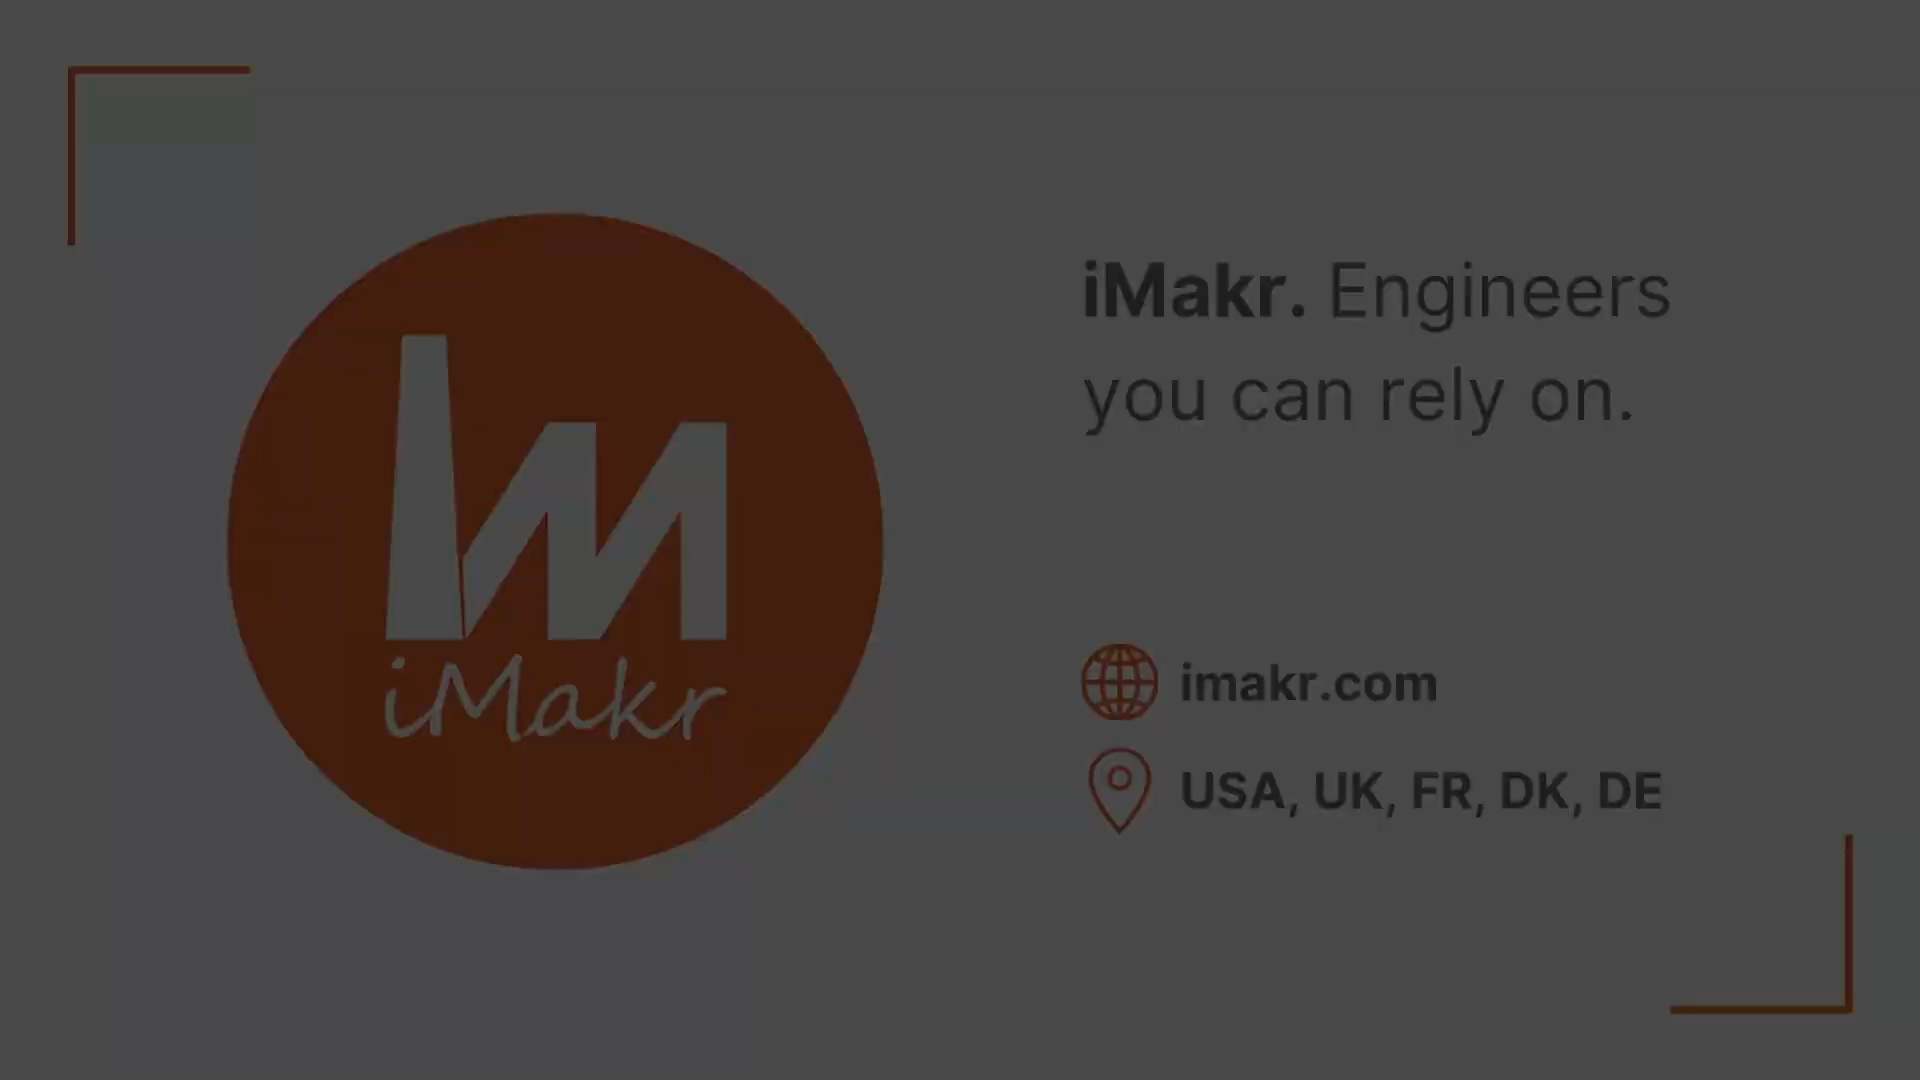 iMakr
iMakr. Engineers
you can rely on.
imakr.com
USA, UK, FR, DK, DE